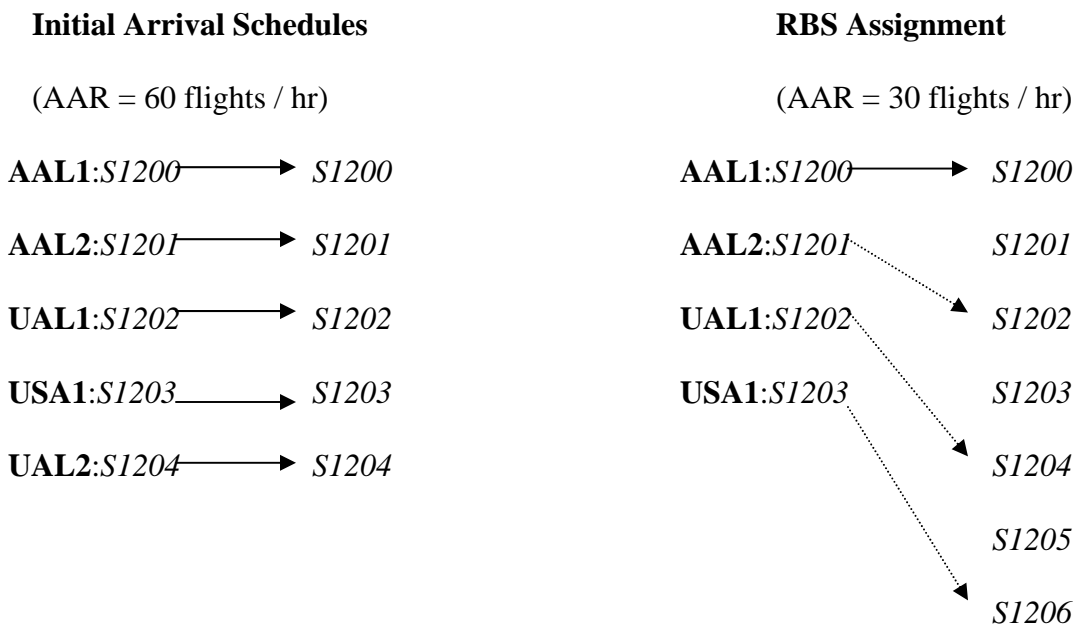 Initial Arrival Schedules
(AAR = 60 flights / hr)
AAL1:S1200 S1200
AAL2:S1201 S1201
UAL1:S1202 S1202
USA1:S1203 S1203
UAL2:S1204 S1204
RBS Assignment
(AAR = 30 flights / hr)
AAL1:S1200 S1200
AAL2:S1201 S1201
UAL1:S1202 S1202
USA1:S1203 S1203
S1204
S1205
S1206